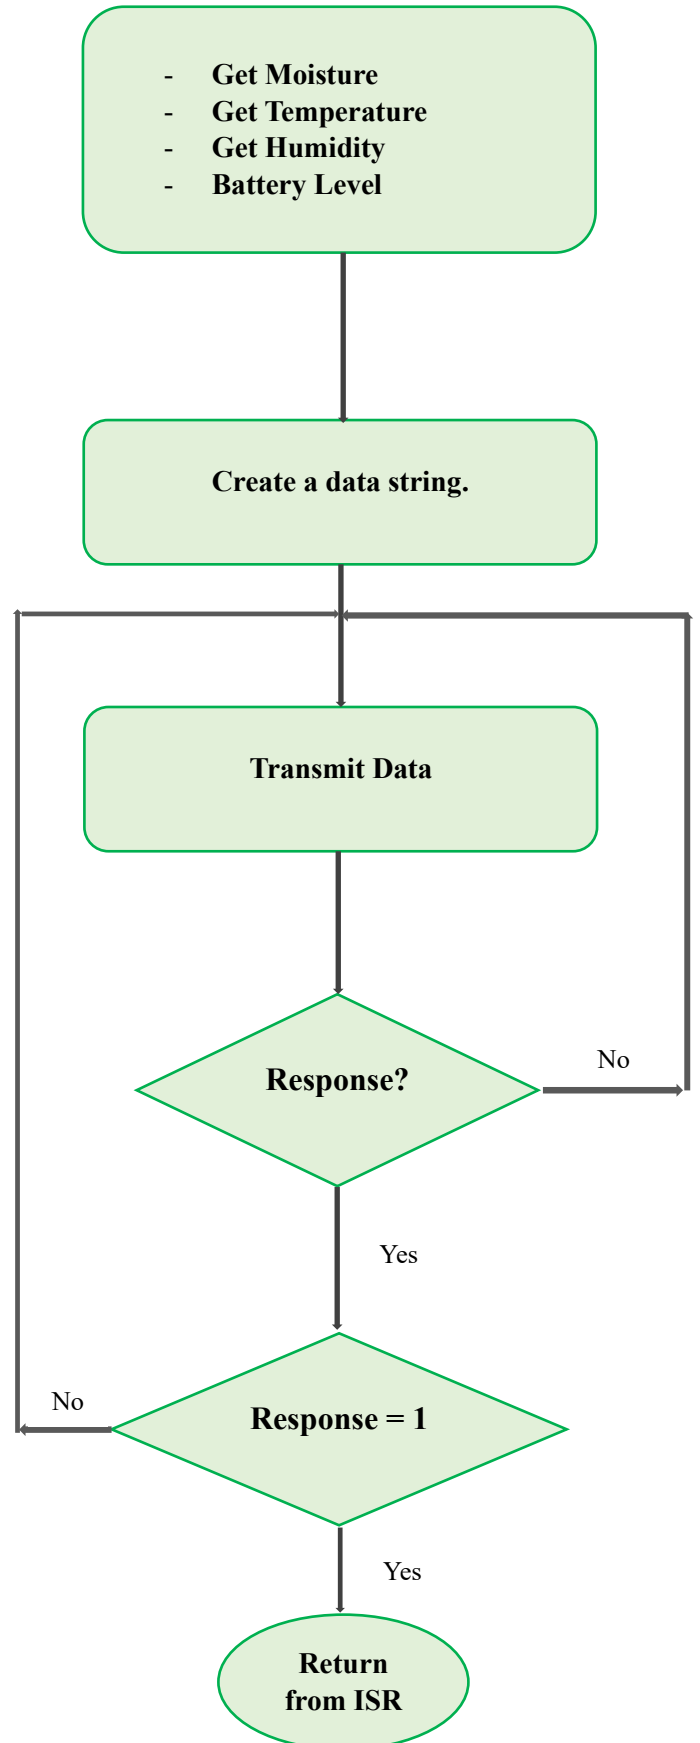 - Get Moisture
- Get Temperature
- Get Humidity
- Battery Level
Create a data string.
Transmit Data
Response?
No
Yes
No
Response = 1
Yes
Return
from ISR